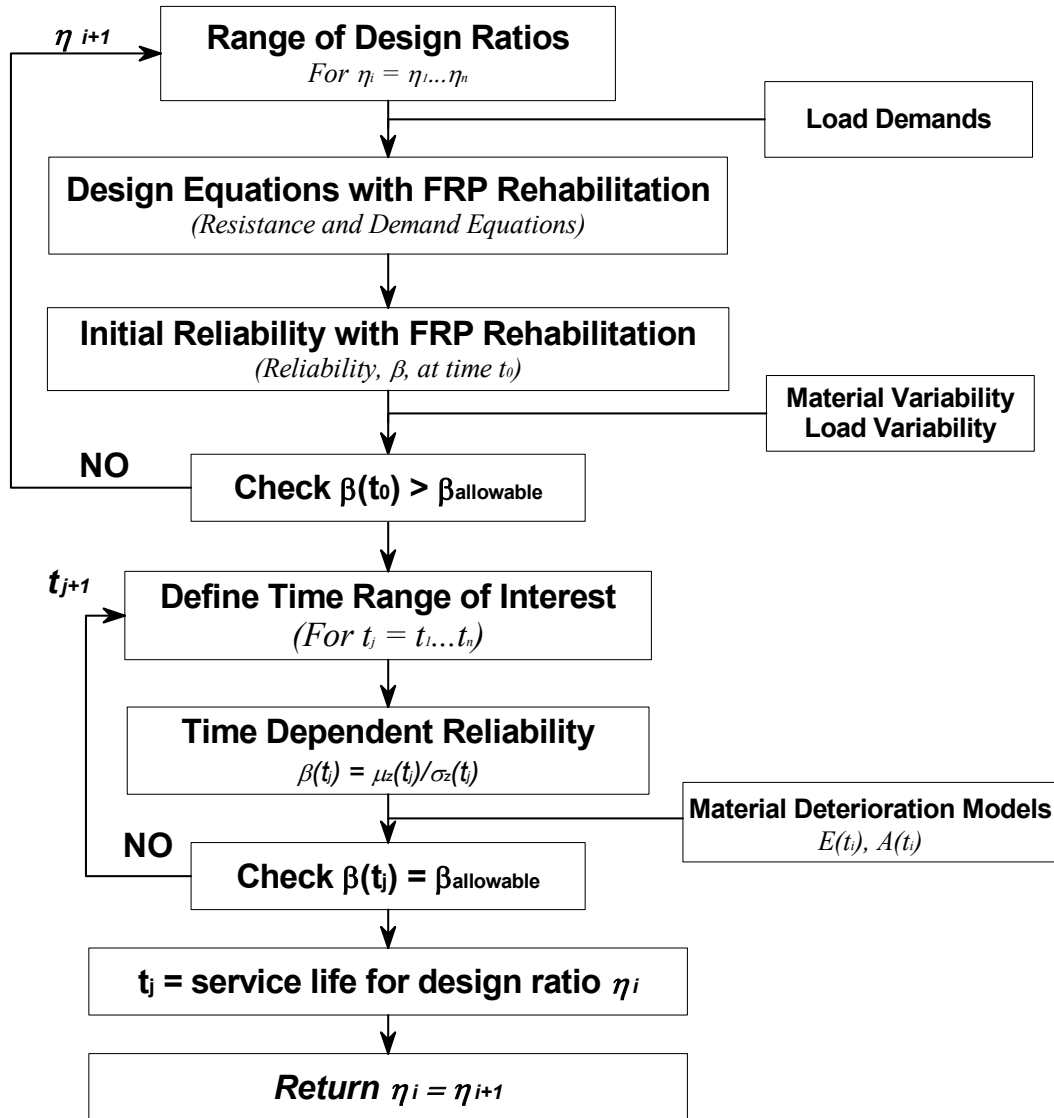 η i+1
Range of Design Ratios
For ηi = η1...ηn
Load Demands
Design Equations with FRP Rehabilitation
(Resistance and Demand Equations)
Initial Reliability with FRP Rehabilitation
(Reliability, β, at time t0)
Material Variability
Load Variability
NO
Check β(t0) > βallowable
tj+1
Define Time Range of Interest
(For tj = t1...tn)
Time Dependent Reliability
β(tj) = μz(tj)/σz(tj)
Material Deterioration Models
E(ti), A(ti)
NO
Check β(tj) = βallowable
tj = service life for design ratio ηi
Return ηi = ηi+1